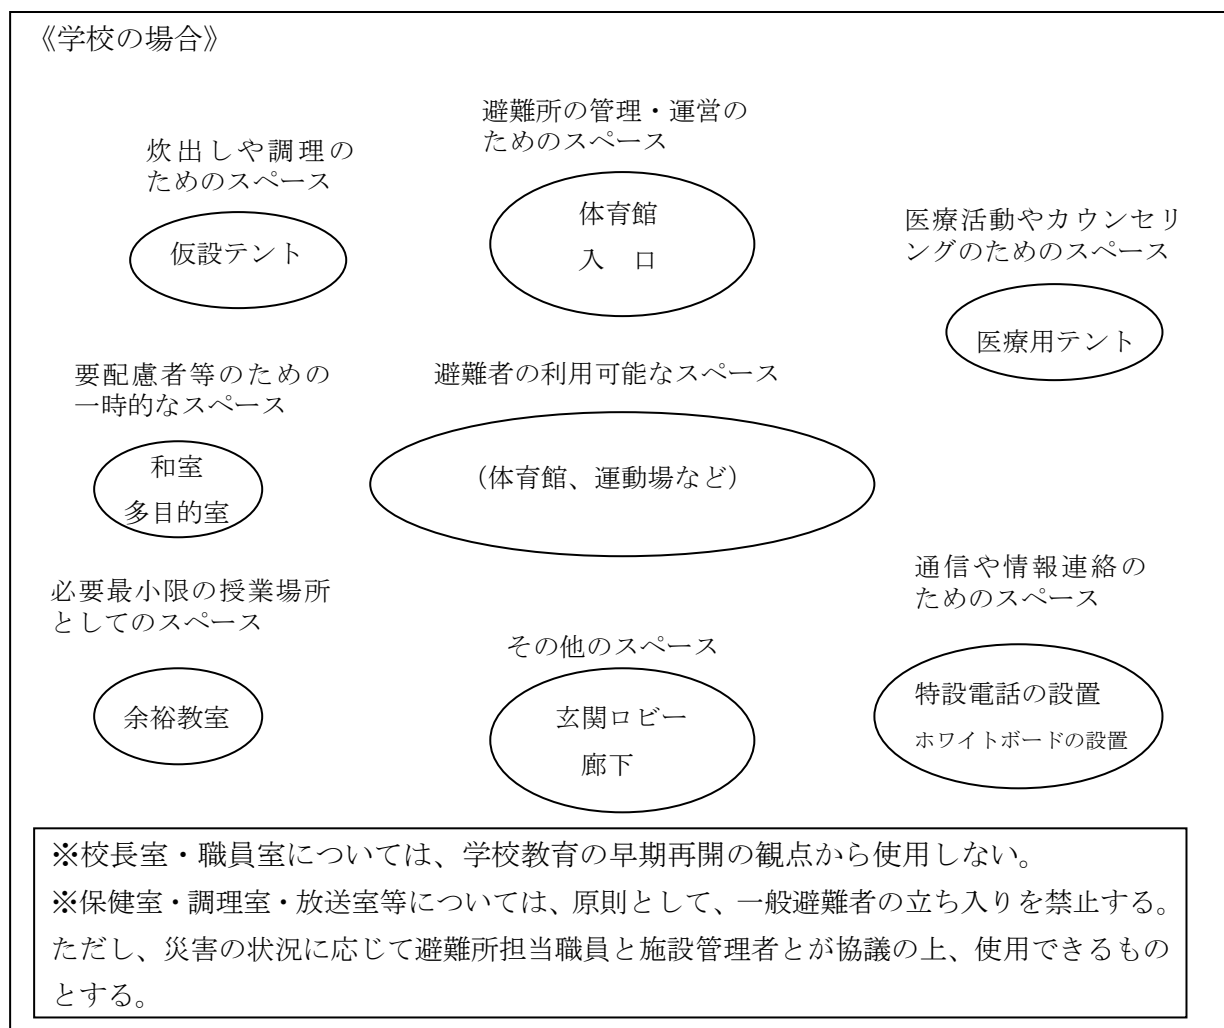 《学校の場合》
避難所の管理・運営の
ためのスペース
体育館
入　口
炊出しや調理の
ためのスペース
仮設テント
医療活動やカウンセリ
ングのためのスペース
医療用テント
要配慮者等のための
一時的なスペース
和室
多目的室
避難者の利用可能なスペース
（体育館、運動場など）
必要最小限の授業場所
としてのスペース
余裕教室
その他のスペース
玄関ロビー
廊下
通信や情報連絡の
ためのスペース
特設電話の設置
ホワイトボードの設置
※校長室・職員室については、学校教育の早期再開の観点から使用しない。
※保健室・調理室・放送室等については、原則として、一般避難者の立ち入りを禁止する。
ただし、災害の状況に応じて避難所担当職員と施設管理者とが協議の上、使用できるもの
とする。